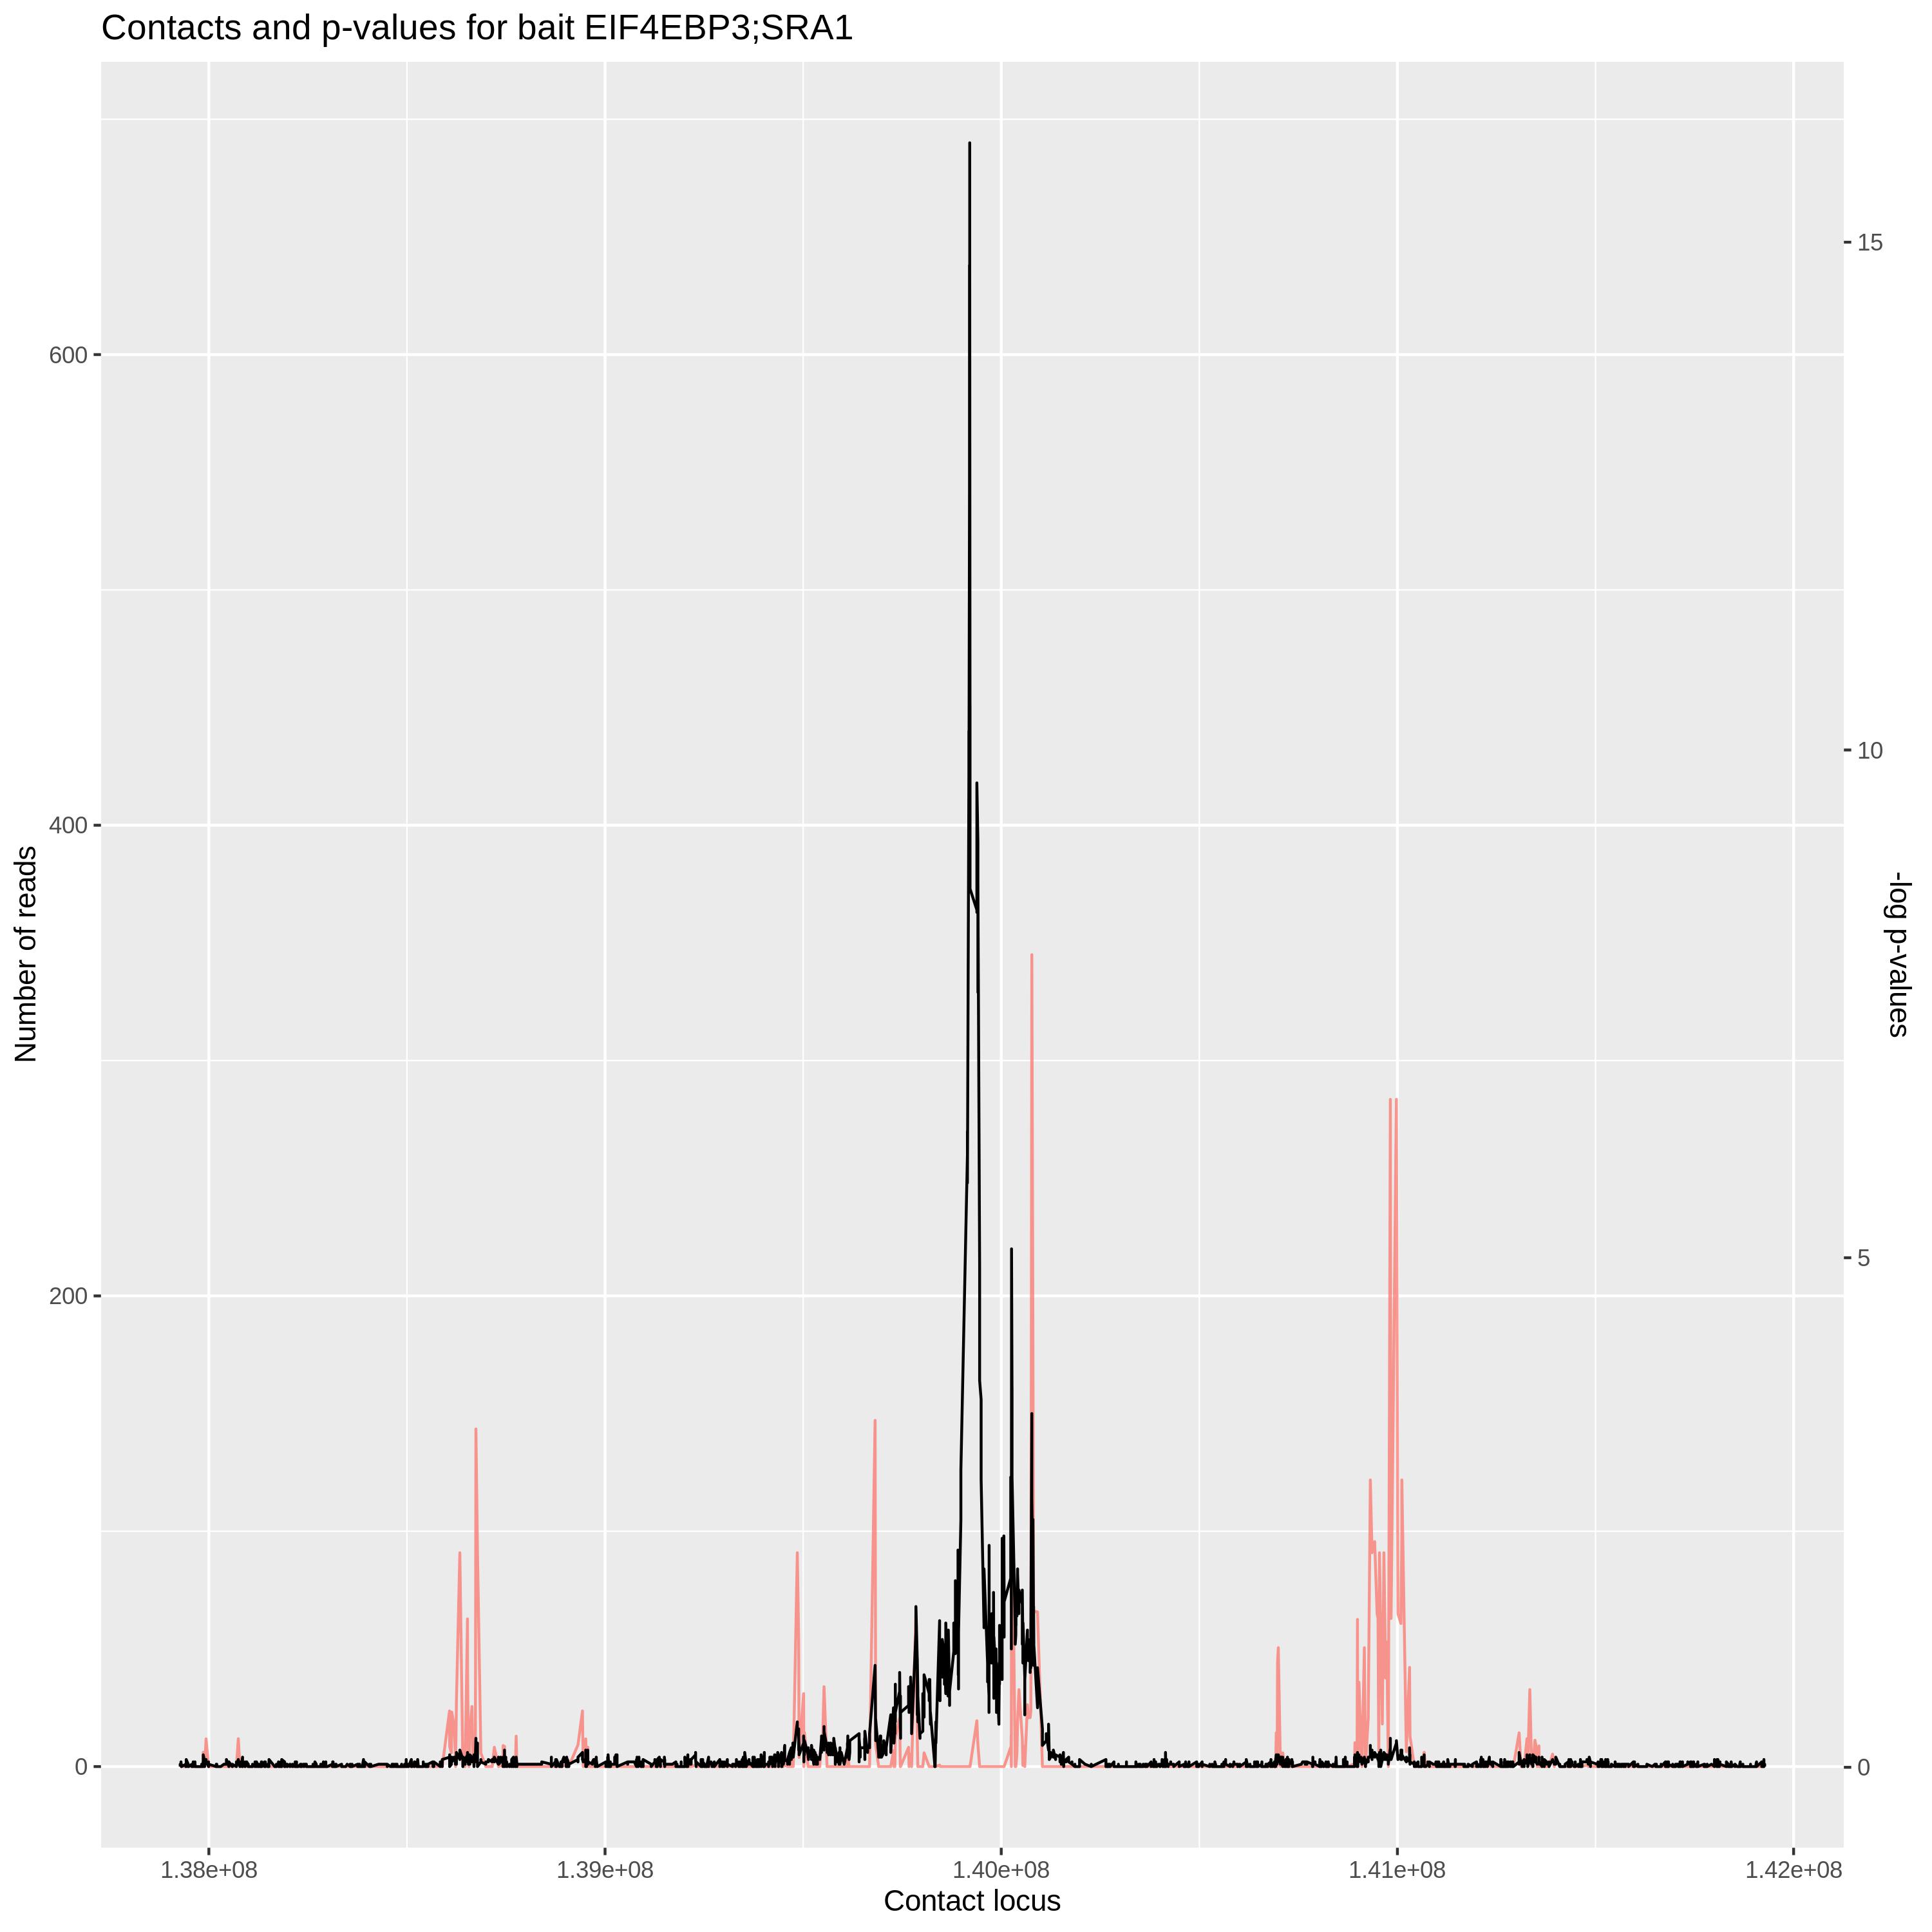 Contacts and p-values for bait EIF4EBP3;SRA1
Number of reads
600
400
200
0
15
10
5
0
-log p-values
1.38e+08 1.39e+08 1.40e+08 1.41e+08 1.42e+08
Contact locus